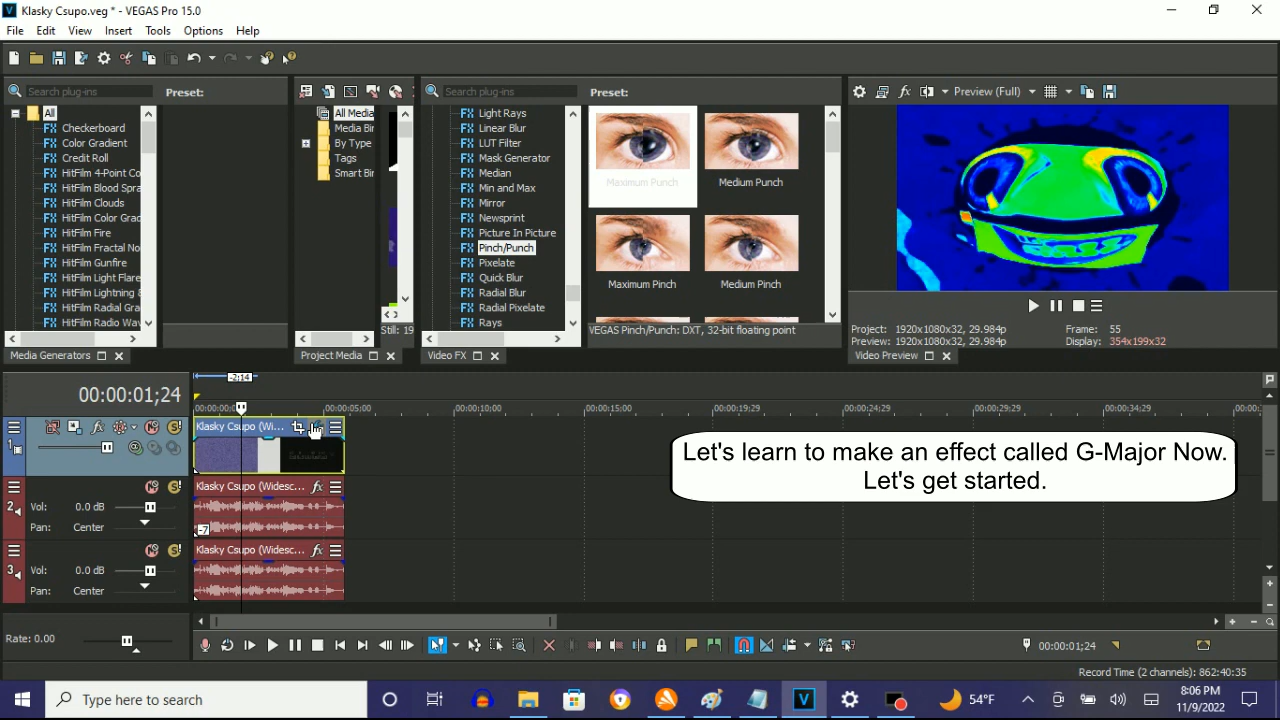 Klasky Csupo.veg * - VEGAS Pro 15.0
File Edit View Insert Tools Options Help
Search plug-ins
Preset:
All
Checkerboard
Color Gradient
Credit Roll
HitFilm 4-Point Co
HitFilm Blood Spra
HitFilm Clouds
HitFilm Color Grad
HitFilm Fire
HitFilm Fractal No
HitFilm Gunfire
HitFilm Light Flare
HitFilm Lightning &
HitFilm Radial Gra
HitFilm Radio Wav
Media Generators
All Media
Media Bir
By Type
Tags
Smart Bir
Still: 19
Project Media
Search plug-ins
Light Rays
Linear Blur
LUT Filter
Mask Generator
Median
Min and Max
Mirror
Newsprint
Picture In Picture
Pinch/Punch
Pixelate
Quick Blur
Radial Blur
Radial Pixelate
Rays
Video FX
Preset:
Maximum Punch
Medium Punch
Maximum Pinch
Medium Pinch
VEGAS Pinch/Punch: DXT, 32-bit floating point
Preview (Full)
Project: 1920x1080x32, 29.984p
Preview: 1920x1080x32, 29.984p
Frame: 55
Display: 354x199x32
Video Preview
00:00:01;24
-2:14
00:00:0
00:00:05;00
00:00:10;00
00:00:15;00
00:00:19;29
00:00:24;29
00:00:29;29
00:00:34;29
1
Klasky Csupo (Wi...
Let's learn to make an effect called G-Major Now.
Let's get started.
2
Vol: 0.0 dB
Pan: Center
Klasky Csupo (Widesc... fx
-7
3
Vol: 0.0 dB
Pan: Center
Klasky Csupo (Widesc... fx
Rate: 0.00
00:00:01;24
Record Time (2 channels): 862:40:35
Type here to search
54°F
8:06 PM
11/9/2022